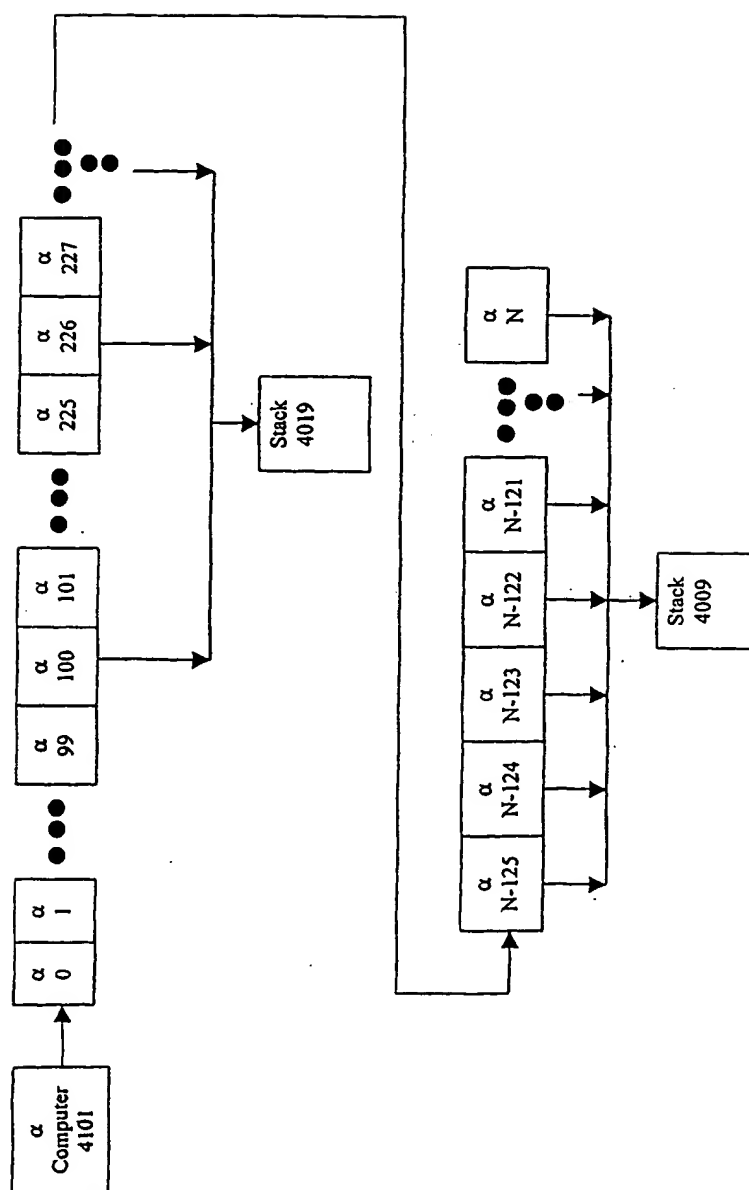 α
Computer
4101
α
0
α
1
α
99
α
100
α
101
α
225
α
226
α
227
Stack
4019
α
N-125
α
N-124
α
N-123
α
N-122
α
N-121
α
N
Stack
4009